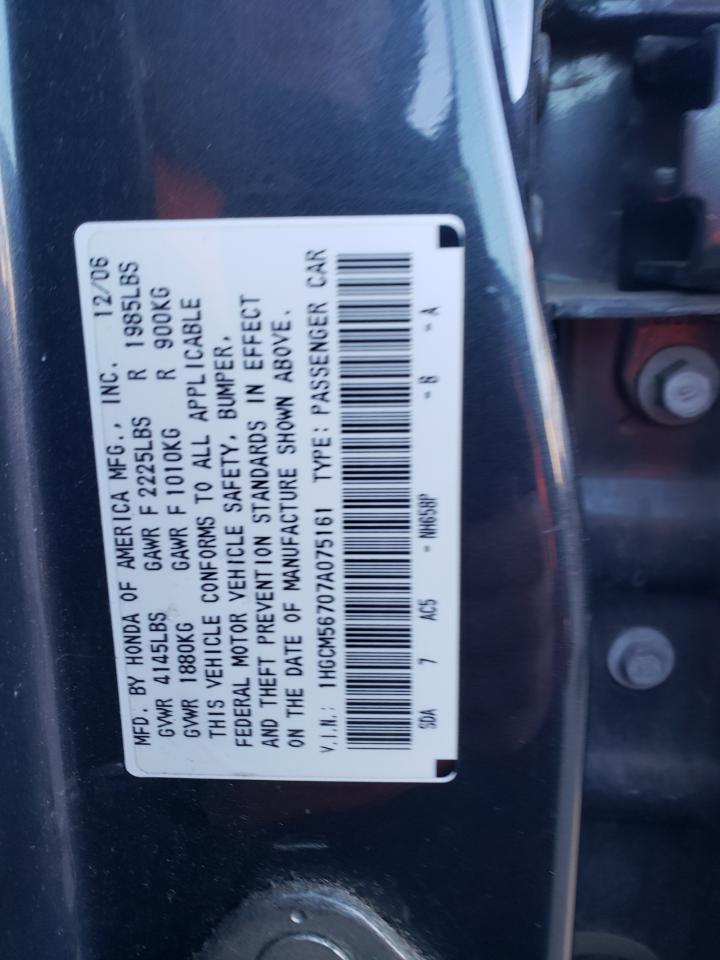 MFD. BY HONDA OF AMERICA MFG., INC. 12/06
GVWR 4145LBS GAWR F 2225LBS R 1985LBS
GVWR 1880KG GAWR F 1010KG R 900KG
THIS VEHICLE CONFORMS TO ALL APPLICABLE
FEDERAL MOTOR VEHICLE SAFETY, BUMPER,
AND THEFT PREVENTION STANDARDS IN EFFECT
ON THE DATE OF MANUFACTURE SHOWN ABOVE.
V.I.N.: 1HGCM56707A075161 TYPE: PASSENGER CAR
SDA 7 AC5 - NH658P - B - A